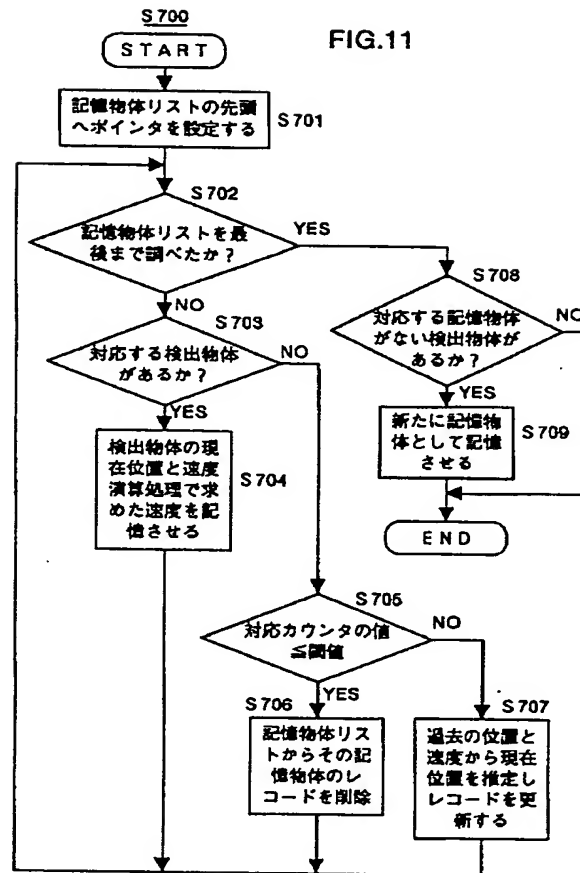 S700
FIG.11
START
記憶物体リストの先頭
へポインタを設定する
S701
S702
記憶物体リストを最
後まで調べたか？
YES
NO
S703
対応する検出物体
があるか？
NO
YES
検出物体の現
在位置と速度
演算処理で求
めた速度を記
憶させる
S704
S708
対応する記憶物体
がない検出物体が
あるか？
NO
YES
新たに記憶物
体として記憶
させる
S709
END
S705
対応カウンタの値
≦閾値
NO
YES
S706
記憶物体リス
トからその記
憶物体のレ
コードを削除
S707
過去の位置と
速度から現在
位置を推定し
レコードを更
新する